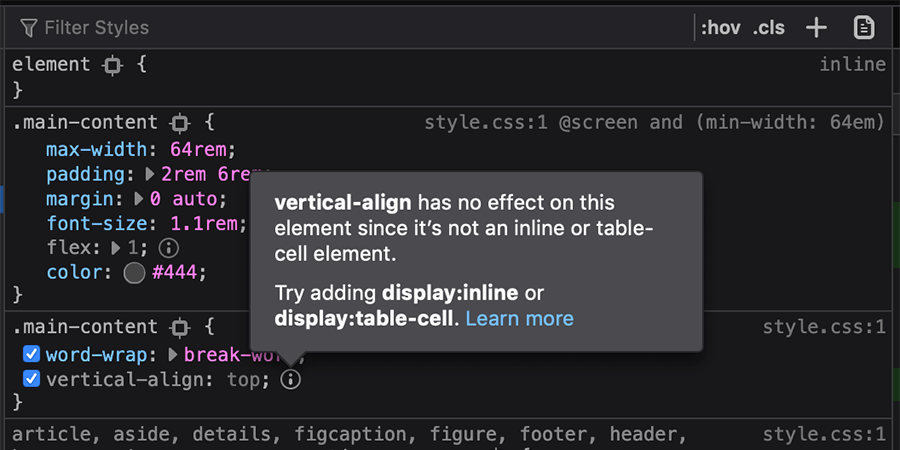 Filter Styles :hov .cls +
element { inline
}
.main-content { style.css:1 @screen and (min-width: 64em)
max-width: 64rem;
padding: 2rem 6rem
margin: 0 auto;
font-size: 1.1rem;
flex: 1;
color: #444;
}
vertical-align has no effect on this
element since it’s not an inline or table-
cell element.
Try adding display:inline or
display:table-cell. Learn more
.main-content { style.css:1
word-wrap: break-word;
vertical-align: top;
}
article, aside, details, figcaption, figure, footer, header, style.css:1